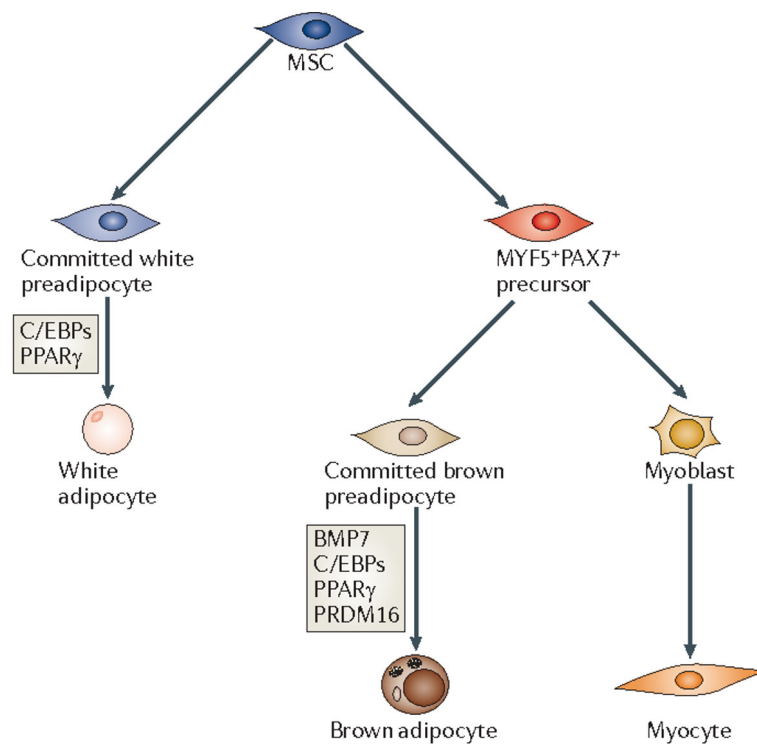 MSC
Committed white
preadipocyte
MYF5⁺PAX7⁺
precursor
C/EBPs
PPARγ
White
adipocyte
Committed brown
preadipocyte
Myoblast
BMP7
C/EBPs
PPARγ
PRDM16
Brown adipocyte
Myocyte